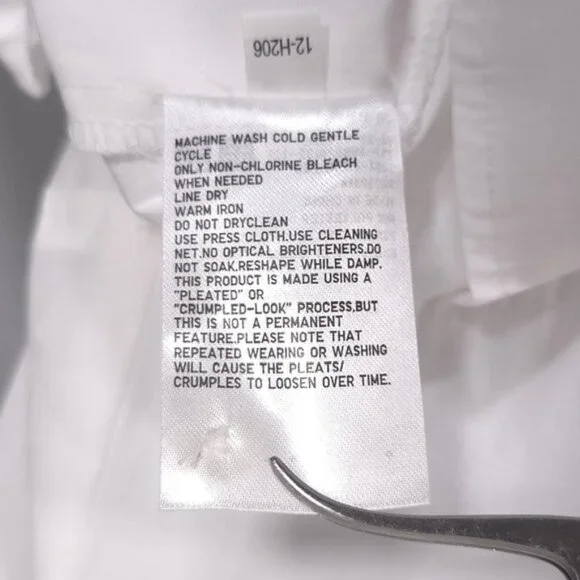 12-H206
MACHINE WASH COLD GENTLE
CYCLE
ONLY NON-CHLORINE BLEACH
WHEN NEEDED
LINE DRY
WARM IRON
DO NOT DRYCLEAN
USE PRESS CLOTH.USE CLEANING
NET.NO OPTICAL BRIGHTENERS.DO
NOT SOAK.RESHAPE WHILE DAMP.
THIS PRODUCT IS MADE USING A
"PLEATED" OR
"CRUMPLED-LOOK" PROCESS,BUT
THIS IS NOT A PERMANENT
FEATURE.PLEASE NOTE THAT
REPEATED WEARING OR WASHING
WILL CAUSE THE PLEATS/
CRUMPLES TO LOOSEN OVER TIME.